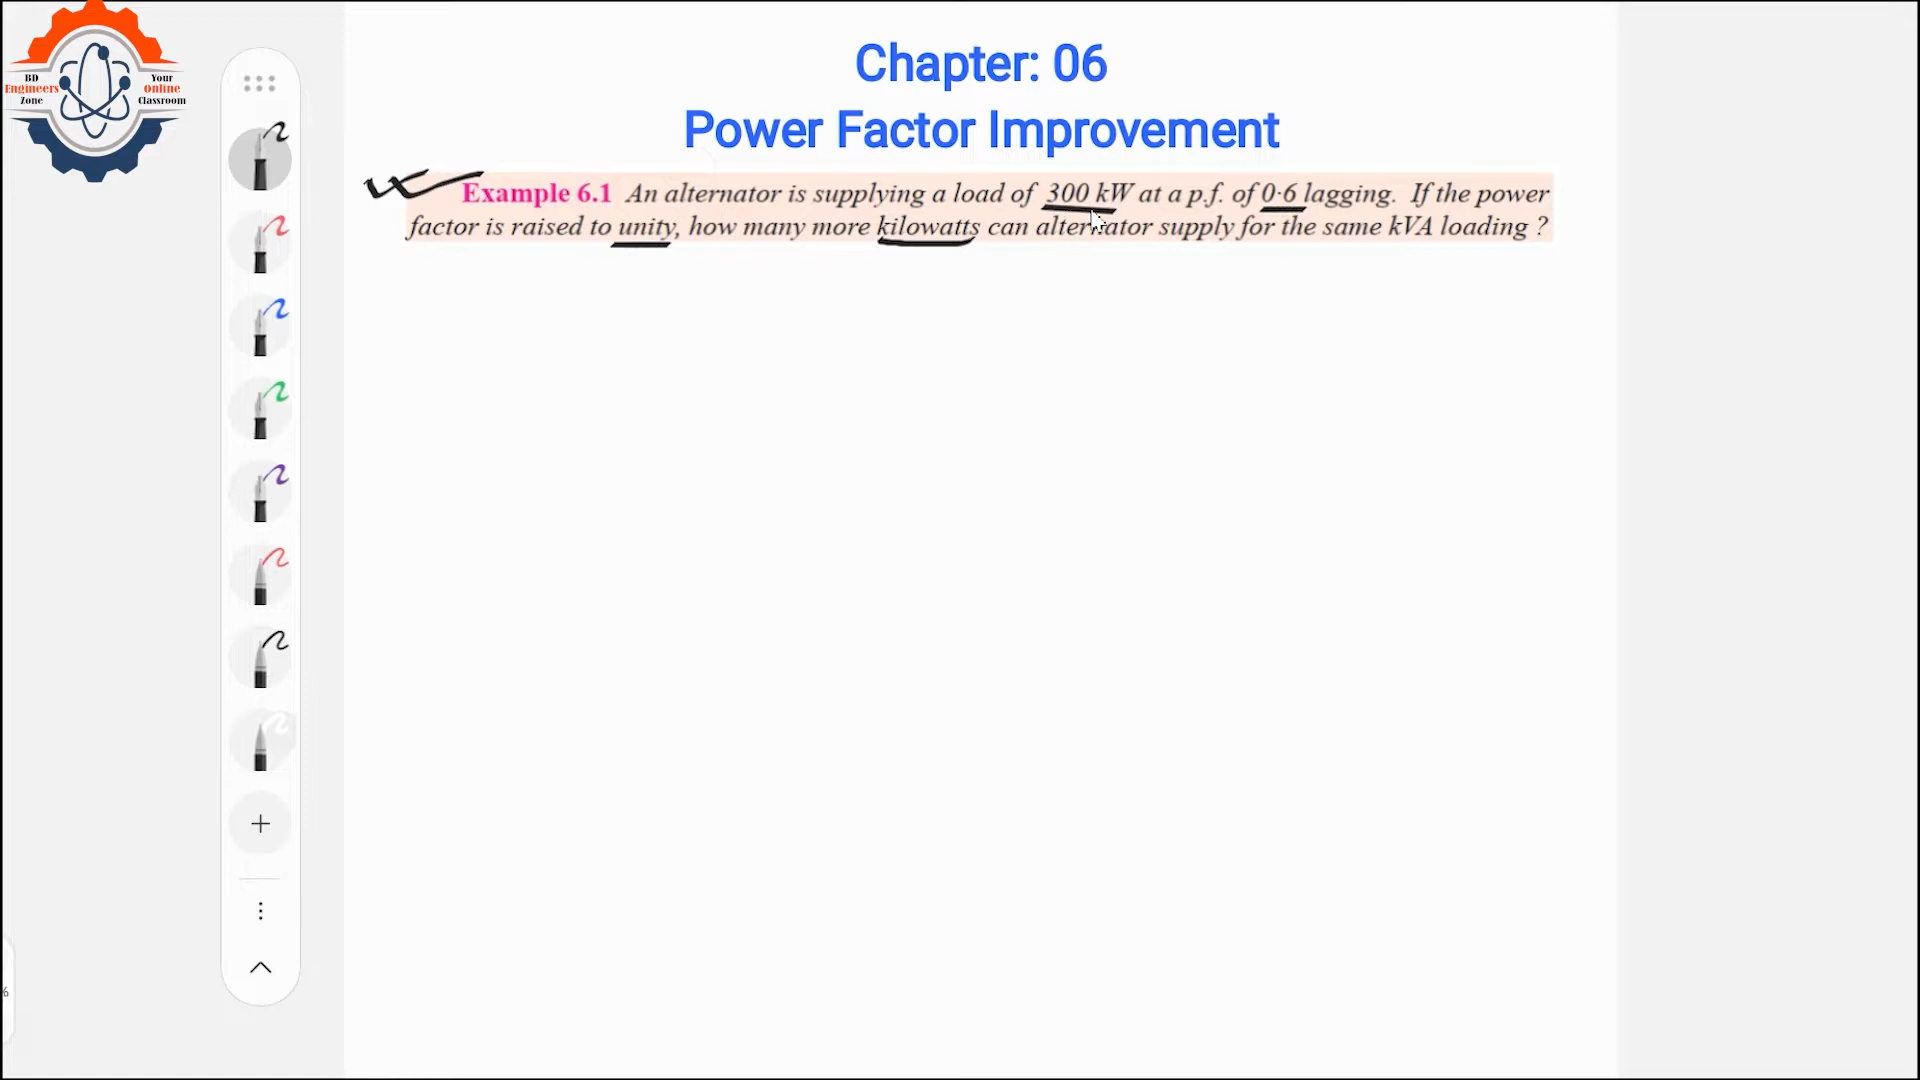 BD
Engineers
Zone
Your
Online
Classroom
Chapter: 06
Power Factor Improvement
Example 6.1 An alternator is supplying a load of 300 kW at a p.f. of 0·6 lagging. If the power
factor is raised to unity, how many more kilowatts can alternator supply for the same kVA loading ?
%